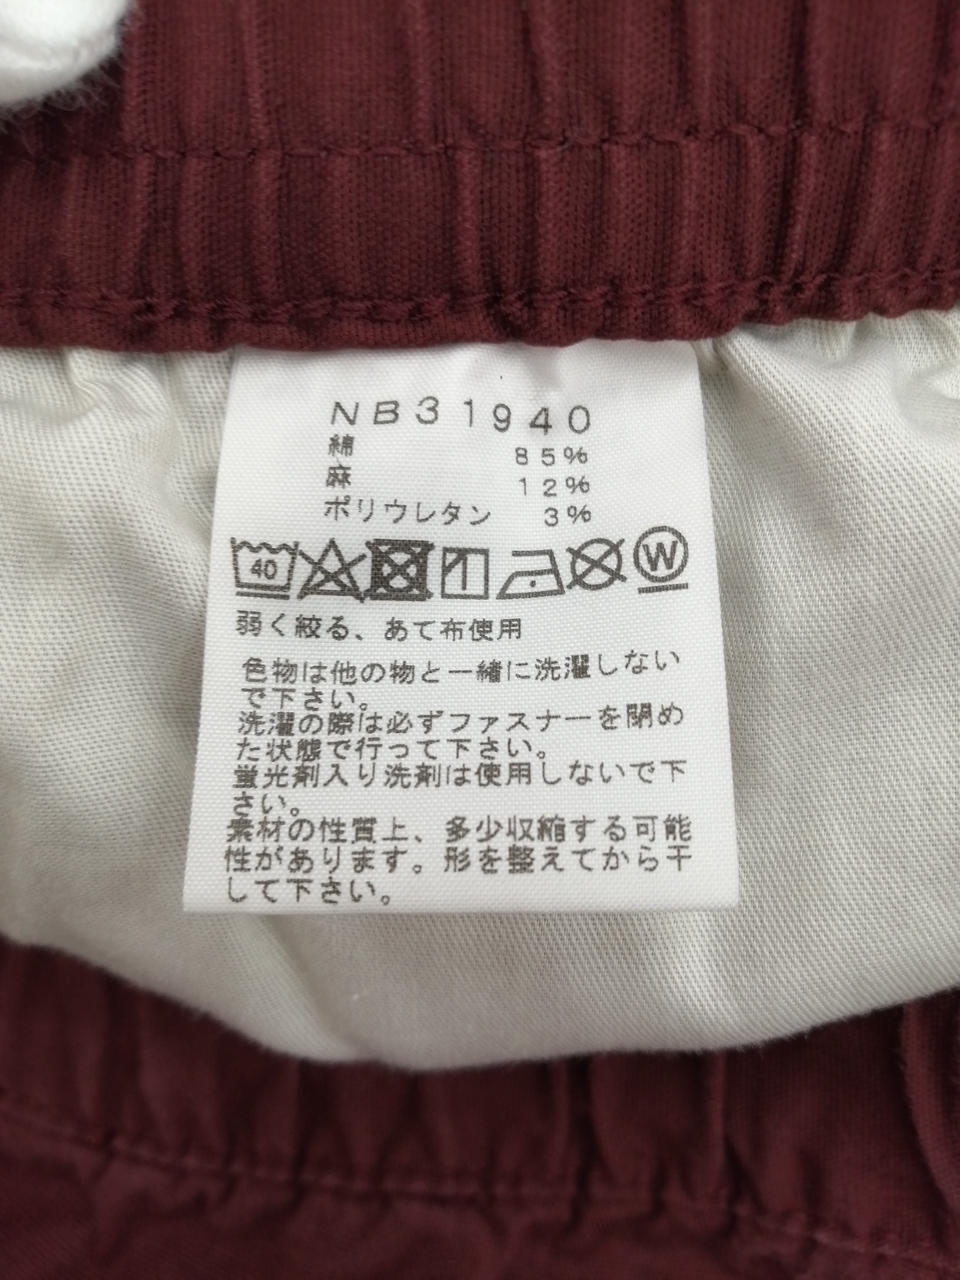 NB31940
綿 85%
麻 12%
ポリウレタン 3%
40 W
弱く絞る、あて布使用
色物は他の物と一緒に洗濯しない
で下さい。
洗濯の際は必ずファスナーを閉め
た状態で行って下さい。
蛍光剤入り洗剤は使用しないで下
さい。
素材の性質上、多少収縮する可能
性があります。形を整えてから干
して下さい。